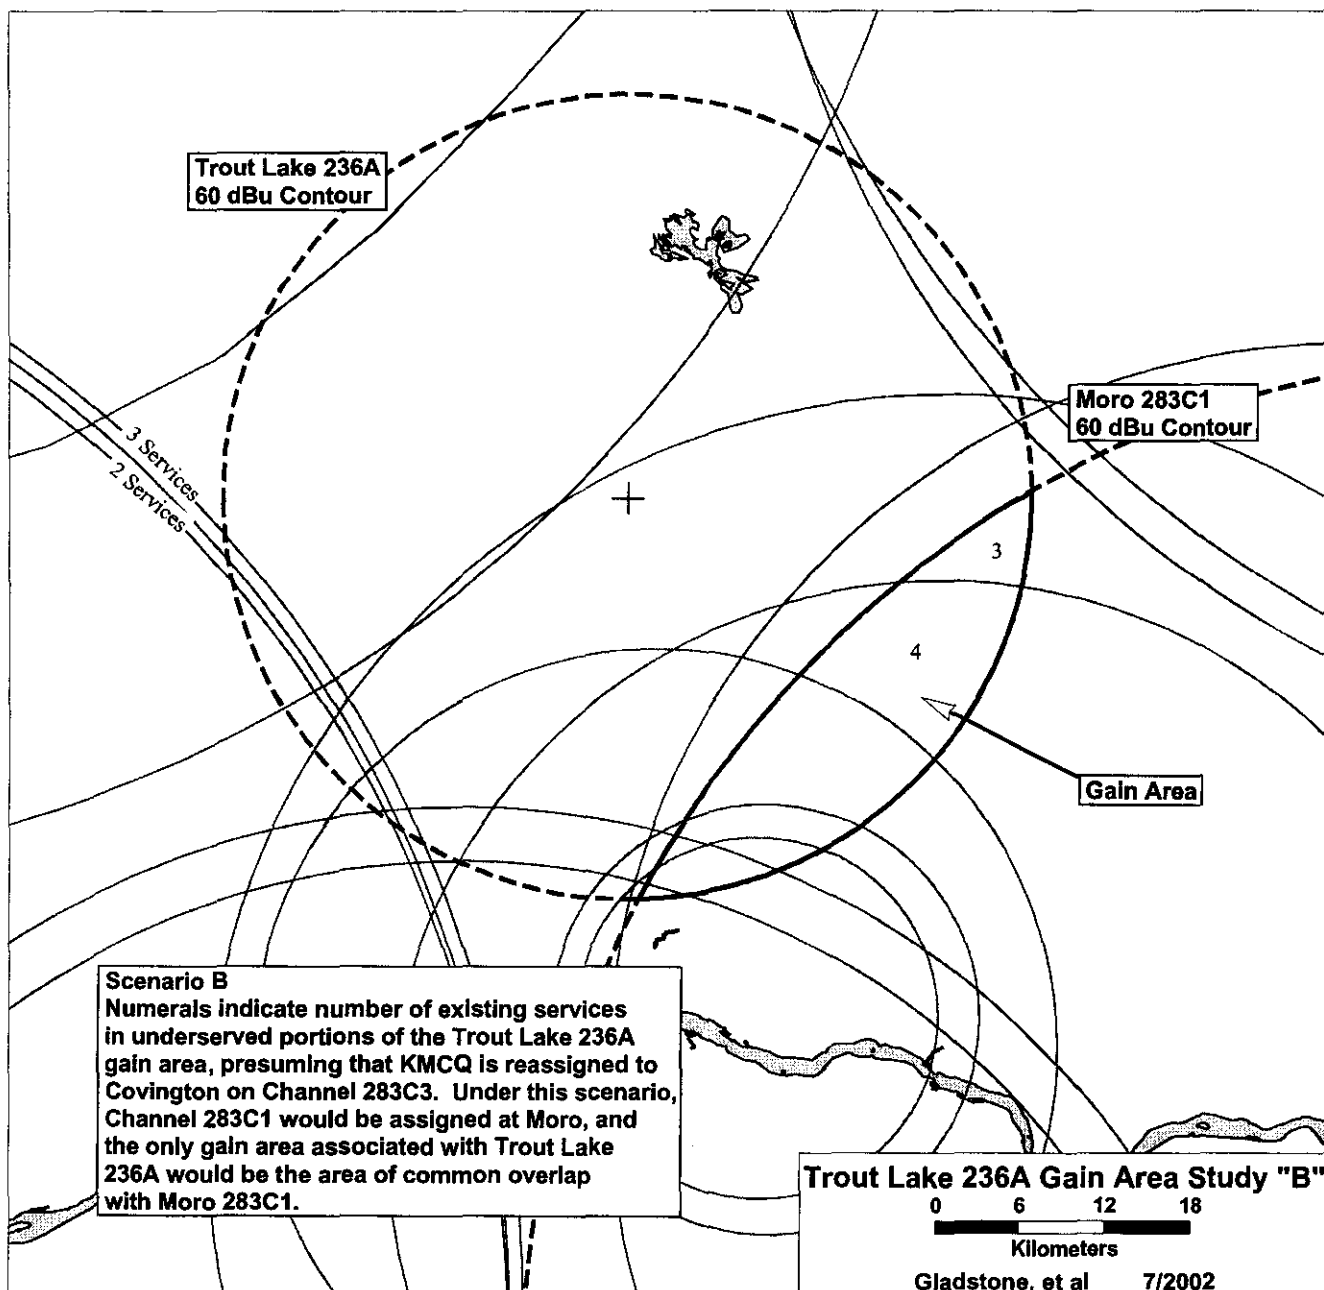 Trout Lake 236A
60 dBu Contour
Moro 283C1
60 dBu Contour
3 Services
2 Services
3
4
Gain Area
Scenario B
Numerals indicate number of existing services
in underserved portions of the Trout Lake 236A
gain area, presuming that KMCQ is reassigned to
Covington on Channel 283C3. Under this scenario,
Channel 283C1 would be assigned at Moro, and
the only gain area associated with Trout Lake
236A would be the area of common overlap
with Moro 283C1.
Trout Lake 236A Gain Area Study "B"
0 6 12 18
Kilometers
Gladstone, et al 7/2002